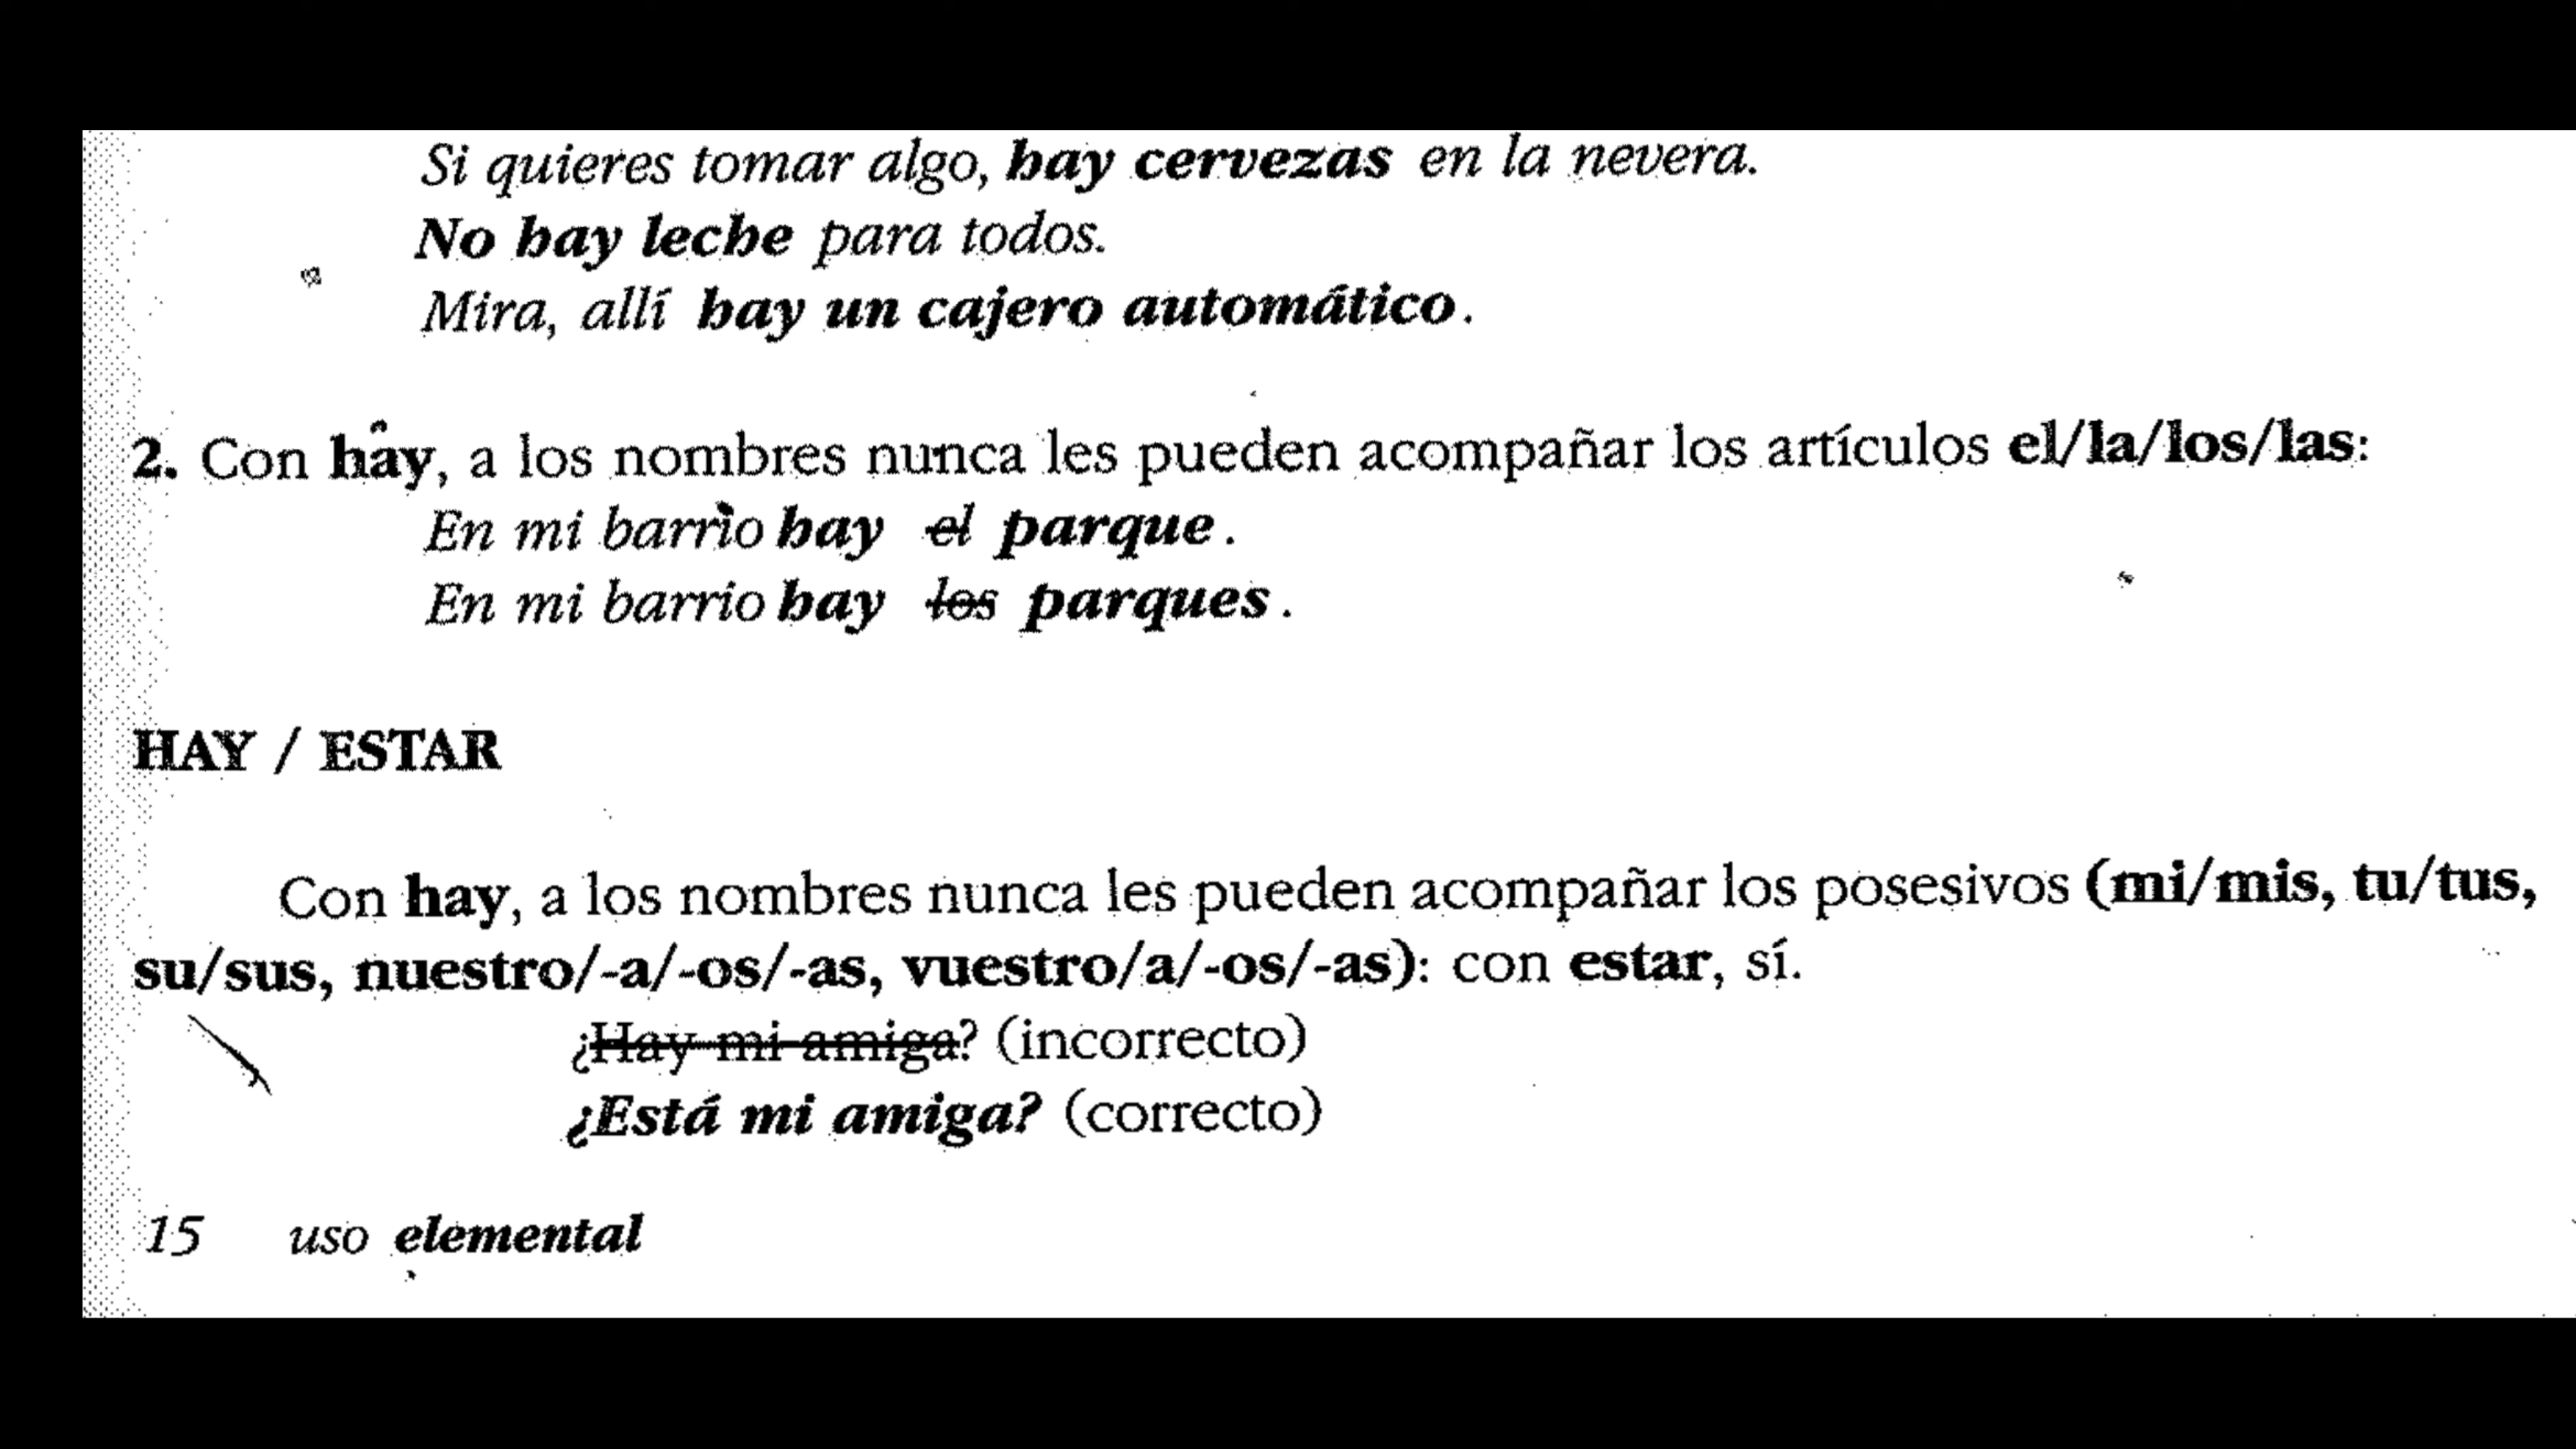 Si quieres tomar algo, hay cervezas en la nevera.
No hay leche para todos.
Mira, allí hay un cajero automático.
2. Con hay, a los nombres nunca les pueden acompañar los artículos el/la/los/las:
En mi barrio hay el parque.
En mi barrio hay los parques.
HAY / ESTAR
Con hay, a los nombres nunca les pueden acompañar los posesivos (mi/mis, tu/tus,
su/sus, nuestro/-a/-os/-as, vuestro/a/-os/-as): con estar, sí.
¿Hay mi amiga? (incorrecto)
¿Está mi amiga? (correcto)
15 uso elemental